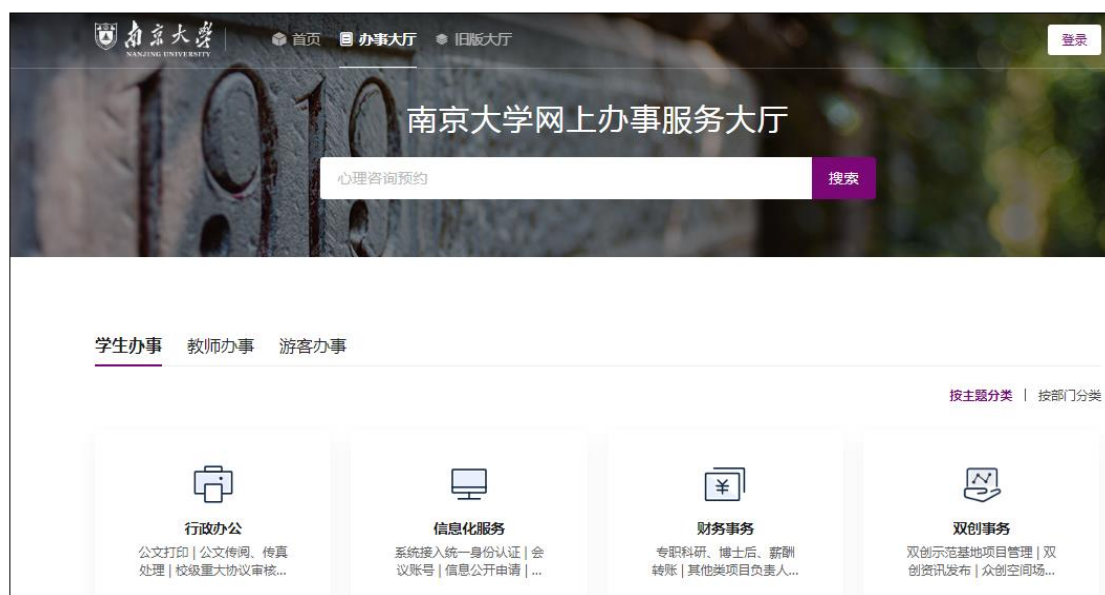 南京大学
NANJING UNIVERSITY
首页 办事大厅 旧版大厅
登录
1919
南京大学网上办事服务大厅
心理咨询预约 搜索
学生办事 教师办事 游客办事
按主题分类 | 按部门分类
行政办公
公文打印 | 公文传阅、传真
处理 | 校级重大协议审核...
信息化服务
系统接入统一身份认证 | 会
议账号 | 信息公开申请 | ...
财务事务
专职科研、博士后、薪酬
转账 | 其他类项目负责人...
双创事务
双创示范基地项目管理 | 双
创资讯发布 | 众创空间场...